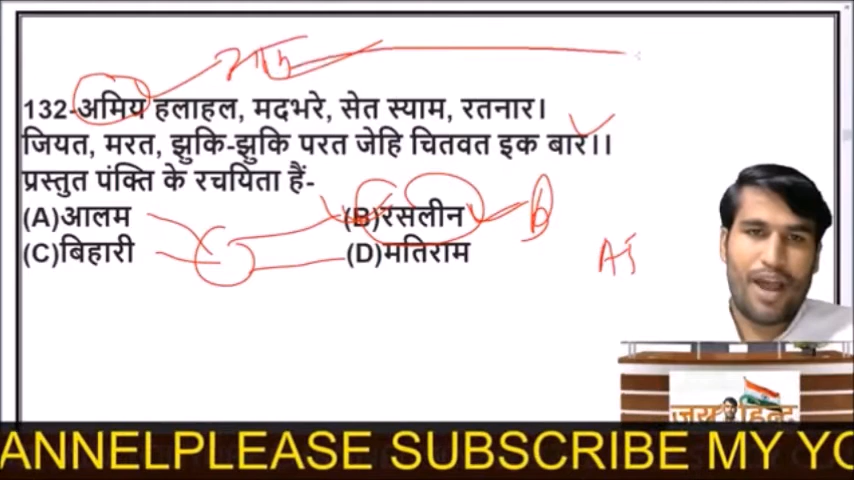 132-अमिय हलाहल, मदभरे, सेत स्याम, रतनार।
जियत, मरत, झुकि-झुकि परत जेहि चितवत इक बार।।
प्रस्तुत पंक्ति के रचयिता हैं-
(A)आलम (B)रसलीन
(C)बिहारी (D)मतिराम
B
जय हिन्द
ANNELPLEASE SUBSCRIBE MY YO